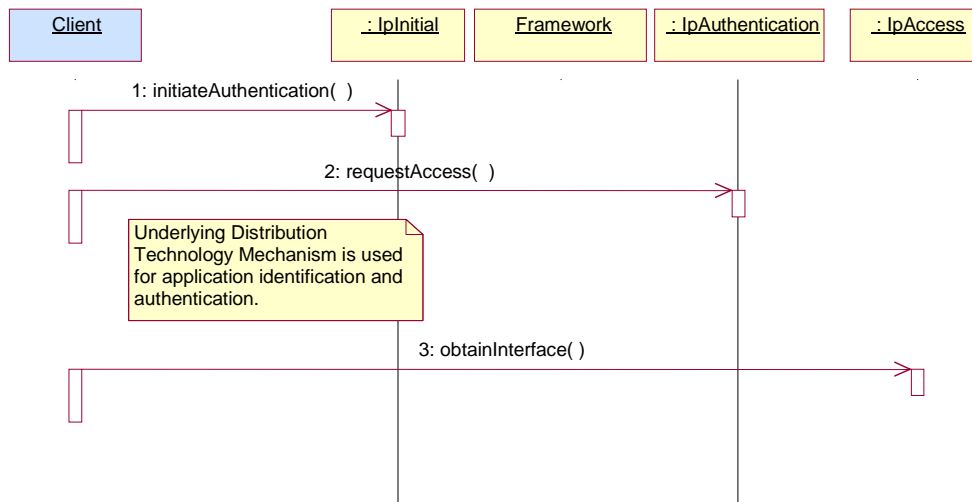 Client
: IpInitial
Framework
: IpAuthentication
: IpAccess
1: initiateAuthentication( )
2: requestAccess( )
Underlying Distribution
Technology Mechanism is used
for application identification and
authentication.
3: obtainInterface( )